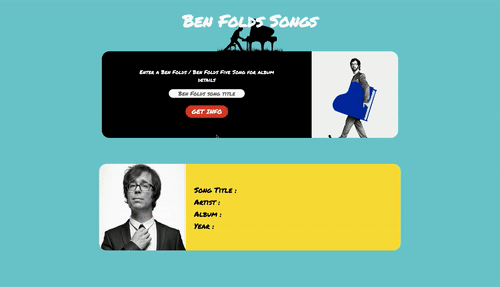 Ben Folds Songs
Enter a Ben Folds / Ben Folds Five Song for album
details
Ben Folds song title
GET INFO
Song Title :
Artist :
Album :
Year :